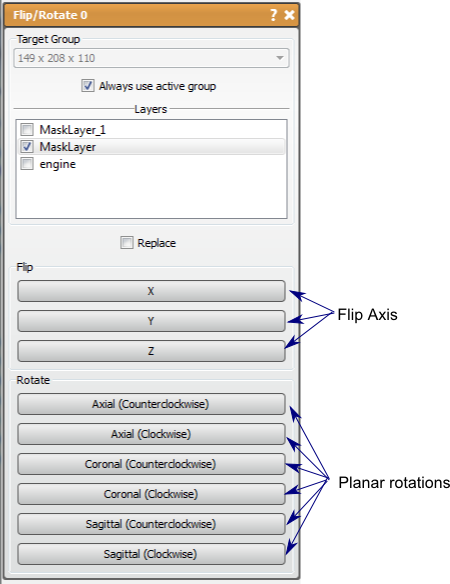 Flip/Rotate 0 ?
Target Group
149 x 208 x 110
Always use active group
Layers
MaskLayer_1
MaskLayer
engine
Replace
Flip
X
Y
Z
Flip Axis
Rotate
Axial (Counterclockwise)
Axial (Clockwise)
Coronal (Counterclockwise)
Coronal (Clockwise)
Sagittal (Counterclockwise)
Sagittal (Clockwise)
Planar rotations